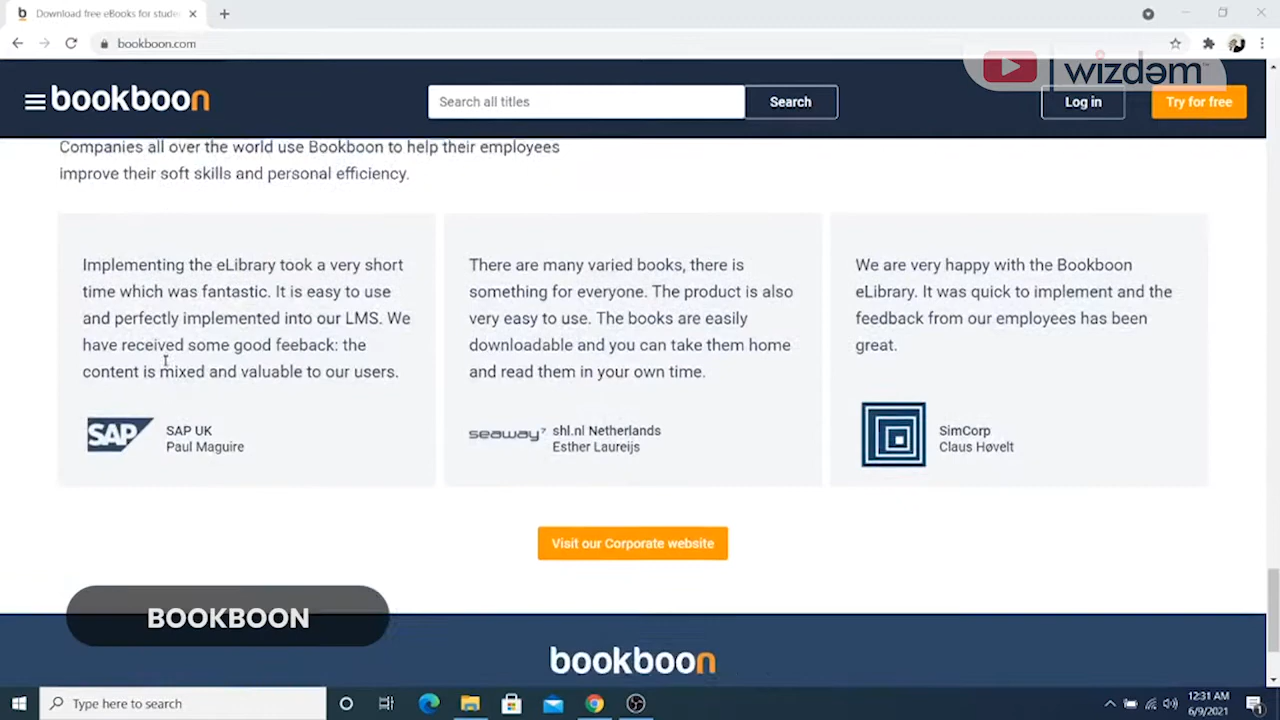 Download free eBooks for stude
bookboon.com
wizdəm
bookboon
Search all titles
Search
Log in
Try for free
Companies all over the world use Bookboon to help their employees
improve their soft skills and personal efficiency.
Implementing the eLibrary took a very short
time which was fantastic. It is easy to use
and perfectly implemented into our LMS. We
have received some good feeback: the
content is mixed and valuable to our users.
SAP
SAP UK
Paul Maguire
There are many varied books, there is
something for everyone. The product is also
very easy to use. The books are easily
downloadable and you can take them home
and read them in your own time.
seaway7
shl.nl Netherlands
Esther Laureijs
We are very happy with the Bookboon
eLibrary. It was quick to implement and the
feedback from our employees has been
great.
SimCorp
Claus Høvelt
Visit our Corporate website
BOOKBOON
bookboon
Type here to search
12:31 AM
6/9/2021
1